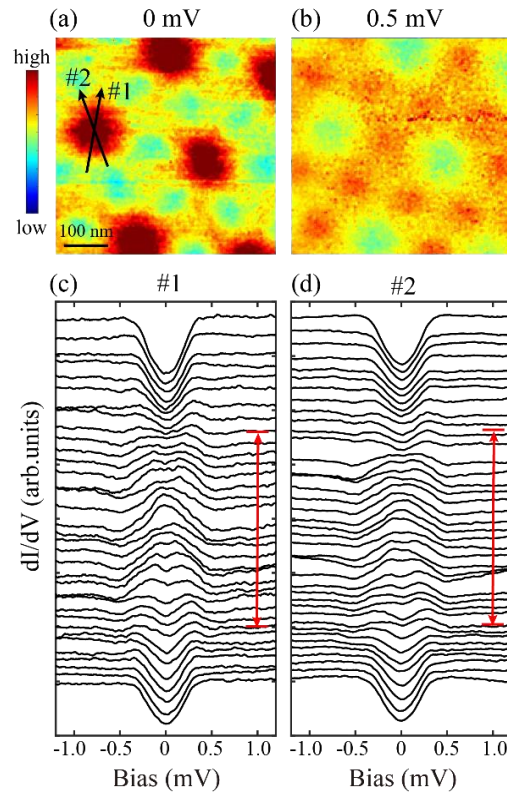 (a) 0 mV
(b) 0.5 mV
high
low
#2
#1
100 nm
(c) #1
(d) #2
dI/dV (arb.units)
-1.0 -0.5 0 0.5 1.0
-1.0 -0.5 0 0.5 1.0
Bias (mV)
Bias (mV)